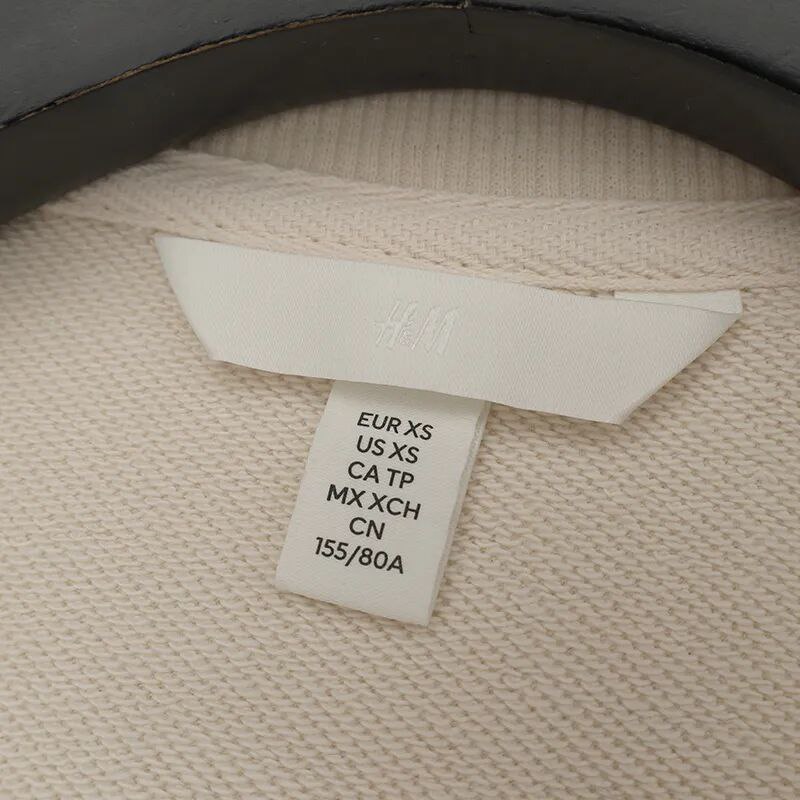 H&M
EUR XS
US XS
CA TP
MX XCH
CN
155/80A